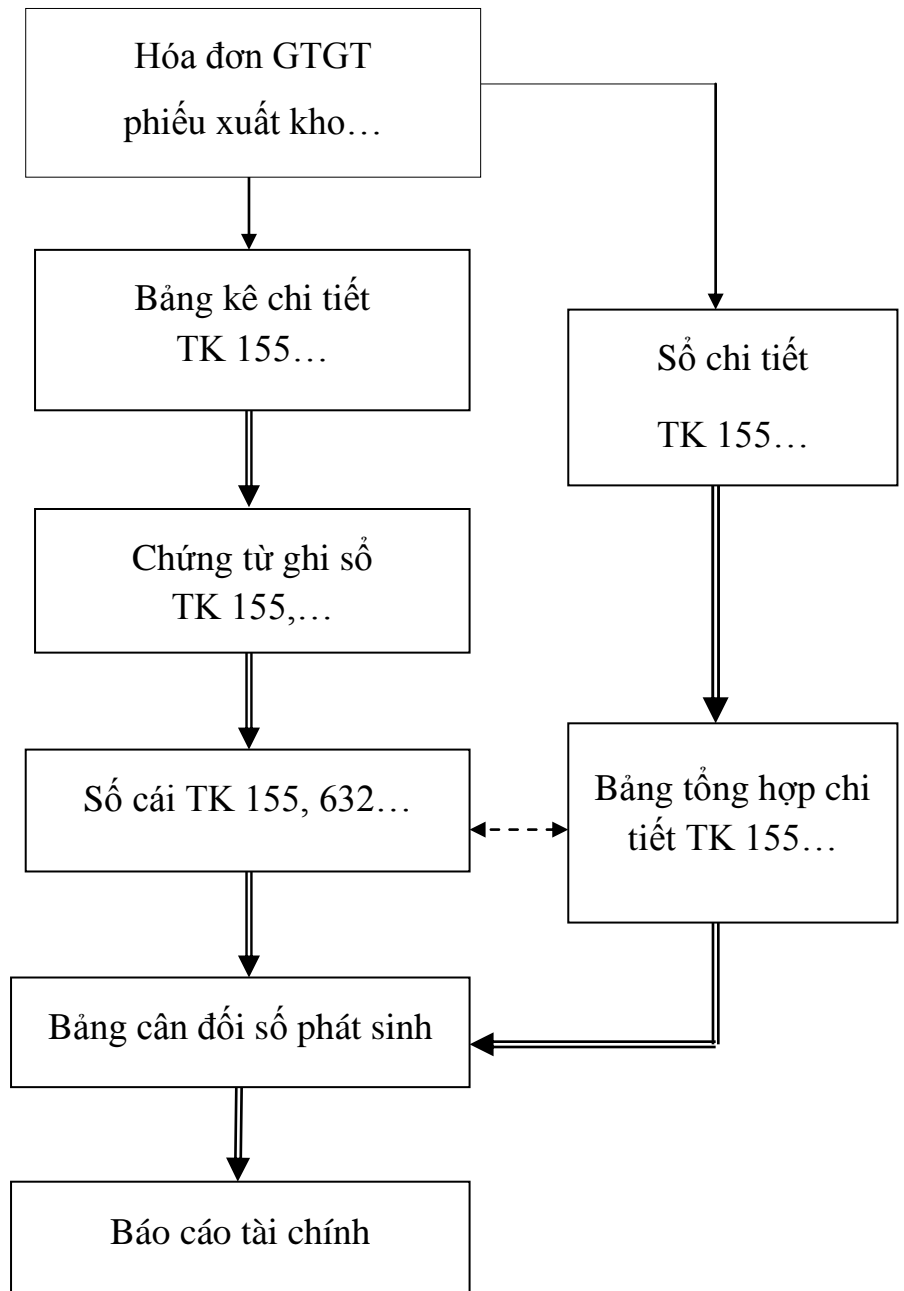 Hóa đơn GTGT
phiếu xuất kho…
Bảng kê chi tiết
TK 155…
Sổ chi tiết
TK 155…
Chứng từ ghi sổ
TK 155,…
Số cái TK 155, 632…
Bảng tổng hợp chi
tiết TK 155…
Bảng cân đối số phát sinh
Báo cáo tài chính